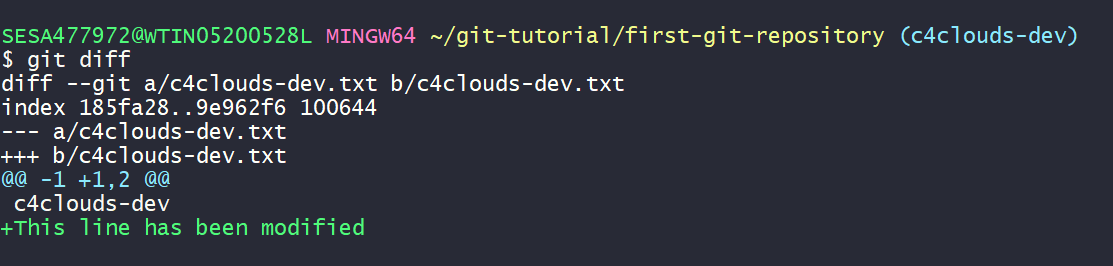 SESA477972@WTIN05200528L MINGW64 ~/git-tutorial/first-git-repository (c4clouds-dev)
$ git diff
diff --git a/c4clouds-dev.txt b/c4clouds-dev.txt
index 185fa28..9e962f6 100644
--- a/c4clouds-dev.txt
+++ b/c4clouds-dev.txt
@@ -1 +1,2 @@
 c4clouds-dev
+This line has been modified